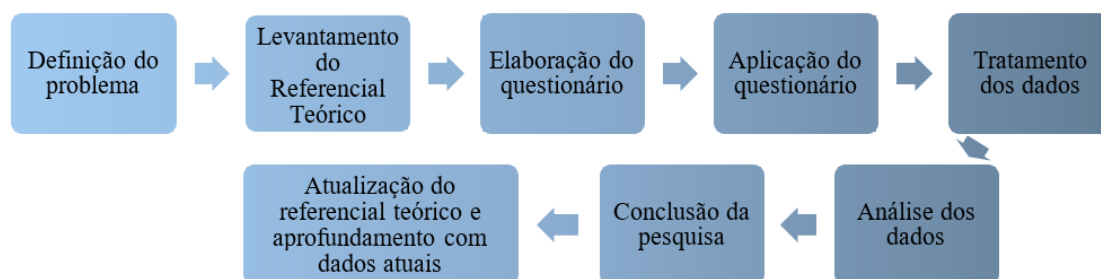 Definição do
problema
Levantamento
do
Referencial
Teórico
Elaboração do
questionário
Aplicação do
questionário
Tratamento
dos dados
Análise dos
dados
Conclusão da
pesquisa
Atualização do
referencial teórico e
aprofundamento com
dados atuais